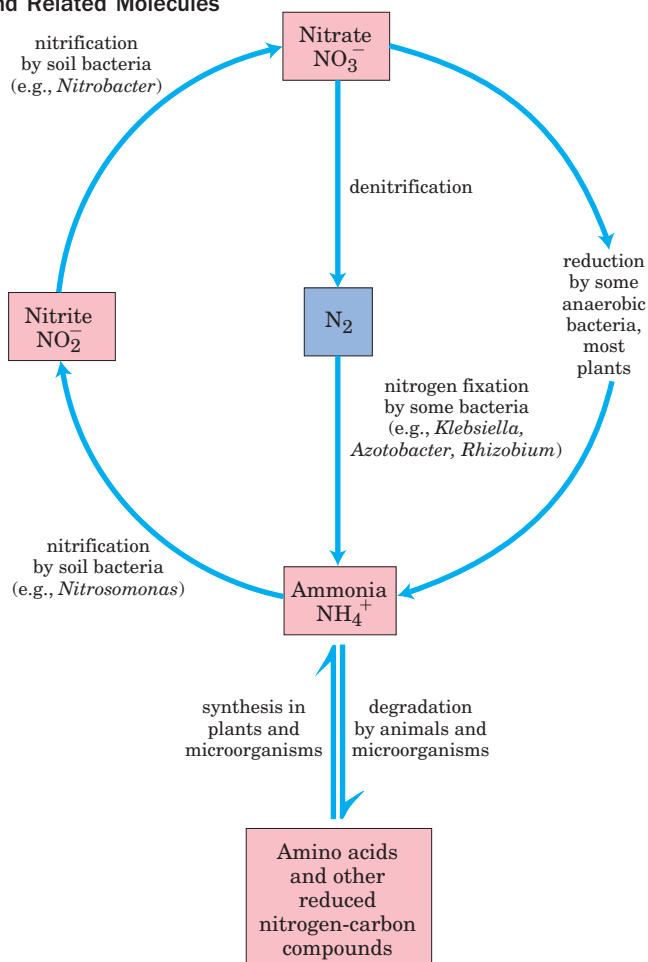 nd Related Molecules
nitrification
by soil bacteria
(e.g., Nitrobacter)
Nitrate
NO₃⁻
denitrification
reduction
by some
anaerobic
bacteria,
most
plants
Nitrite
NO₂⁻
N₂
nitrogen fixation
by some bacteria
(e.g., Klebsiella,
Azotobacter, Rhizobium)
nitrification
by soil bacteria
(e.g., Nitrosomonas)
Ammonia
NH₄⁺
synthesis in
plants and
microorganisms
degradation
by animals and
microorganisms
Amino acids
and other
reduced
nitrogen-carbon
compounds